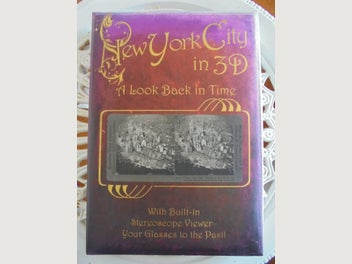 New York City
in 3D
A Look Back in Time
With Built-in
Stereoscope Viewer-
Your Glasses to the Past!